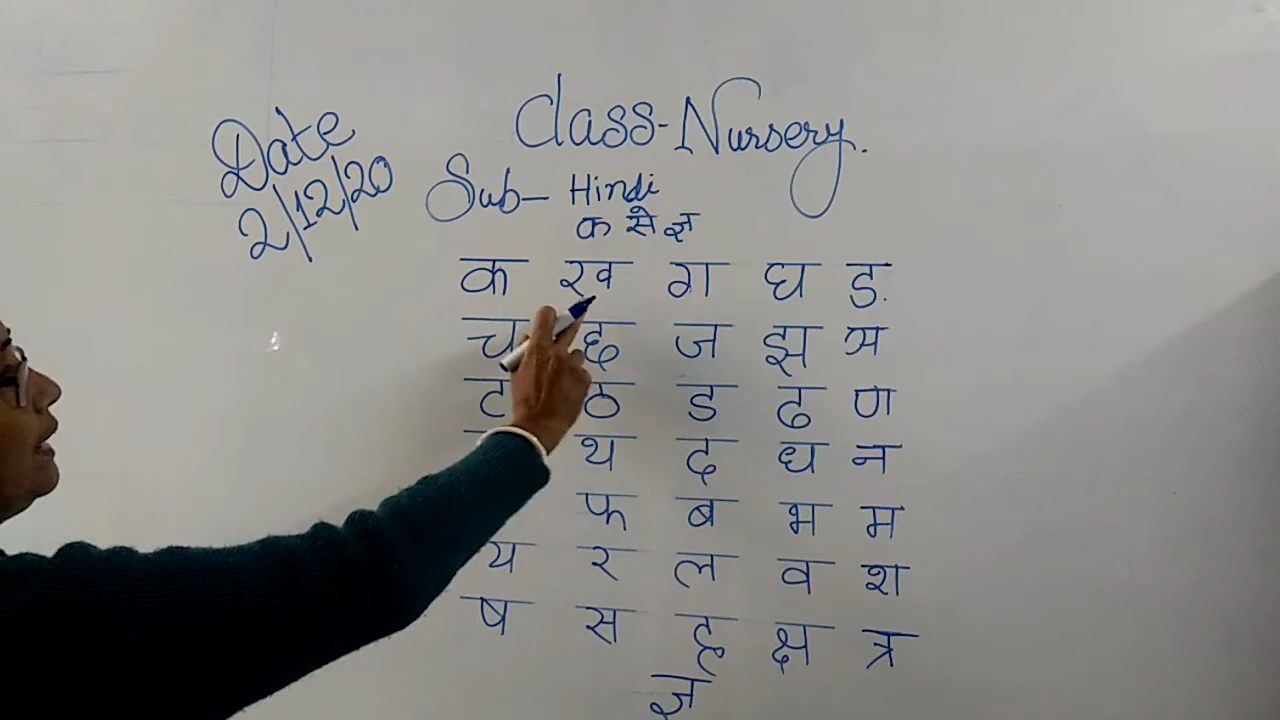 Date
2/12/20
Class-Nursery.
Sub- Hindi
क से ज्ञ
क ख ग घ ङ
च छ ज झ ञ
ट ठ ड ढ ण
थ द ध न
फ ब भ म
य र ल व श
ष स ह क्ष त्र
ज्ञ